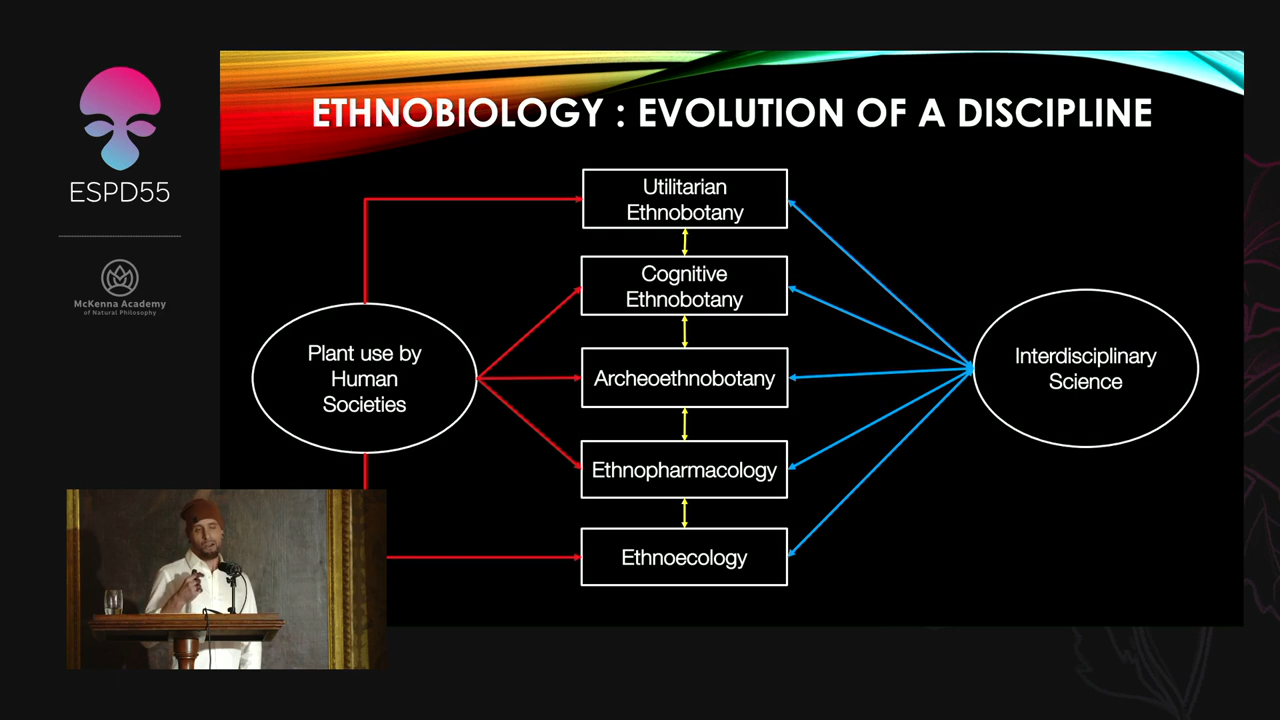 ESPD55
McKenna Academy
of Natural Philosophy
ETHNOBIOLOGY : EVOLUTION OF A DISCIPLINE
Plant use by
Human
Societies
Utilitarian
Ethnobotany
Cognitive
Ethnobotany
Archeoethnobotany
Ethnopharmacology
Ethnoecology
Interdisciplinary
Science